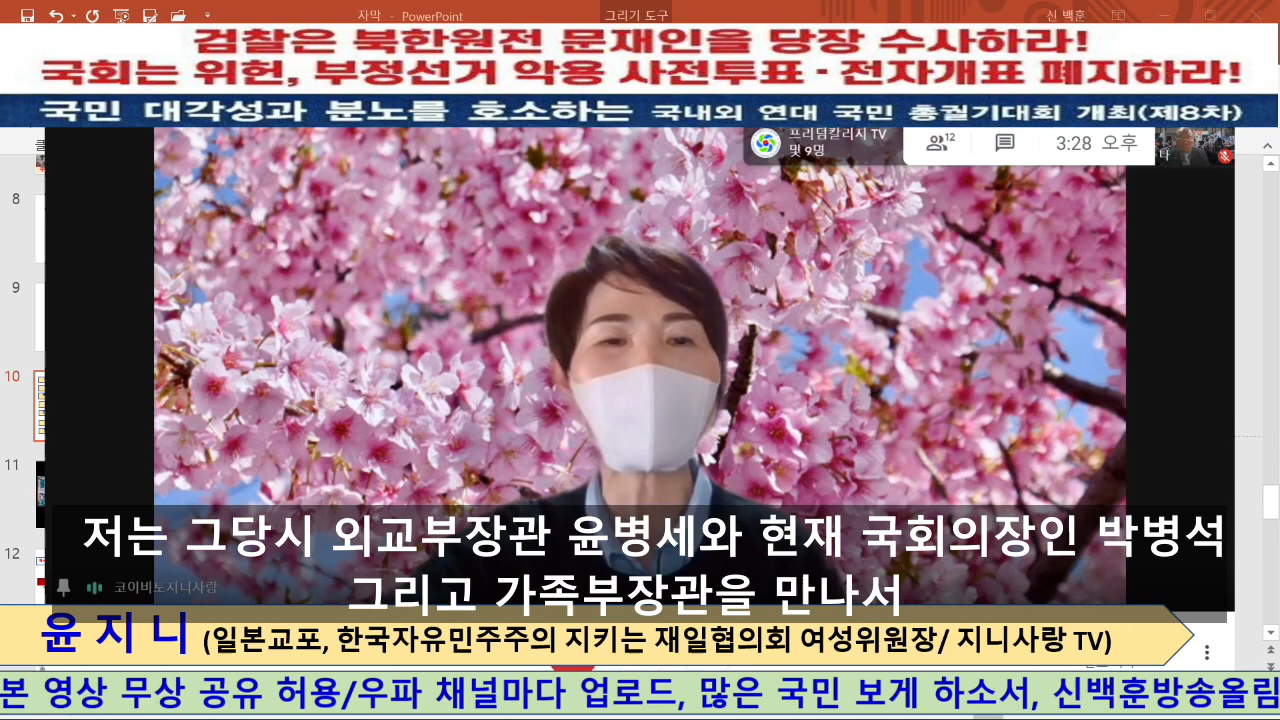 자막 - PowerPoint
그리기 도구
신 백훈
검찰은 북한원전 문재인을 당장 수사하라!
국회는 위헌, 부정선거 악용 사전투표 · 전자개표 폐지하라!
국민 대각성과 분노를 호소하는 국내외 연대 국민 총궐기대회 개최(제8차)
프리덤칼리지 TV
및 9명
12
3:28 오후
나
8
9
10
11
12
저는 그당시 외교부장관 윤병세와 현재 국회의장인 박병석
그리고 가족부장관을 만나서
코이비토지니사랑
윤 지 니 (일본교포, 한국자유민주주의 지키는 재일협의회 여성위원장/ 지니사랑 TV)
본 영상 무상 공유 허용/우파 채널마다 업로드, 많은 국민 보게 하소서, 신백훈방송올림